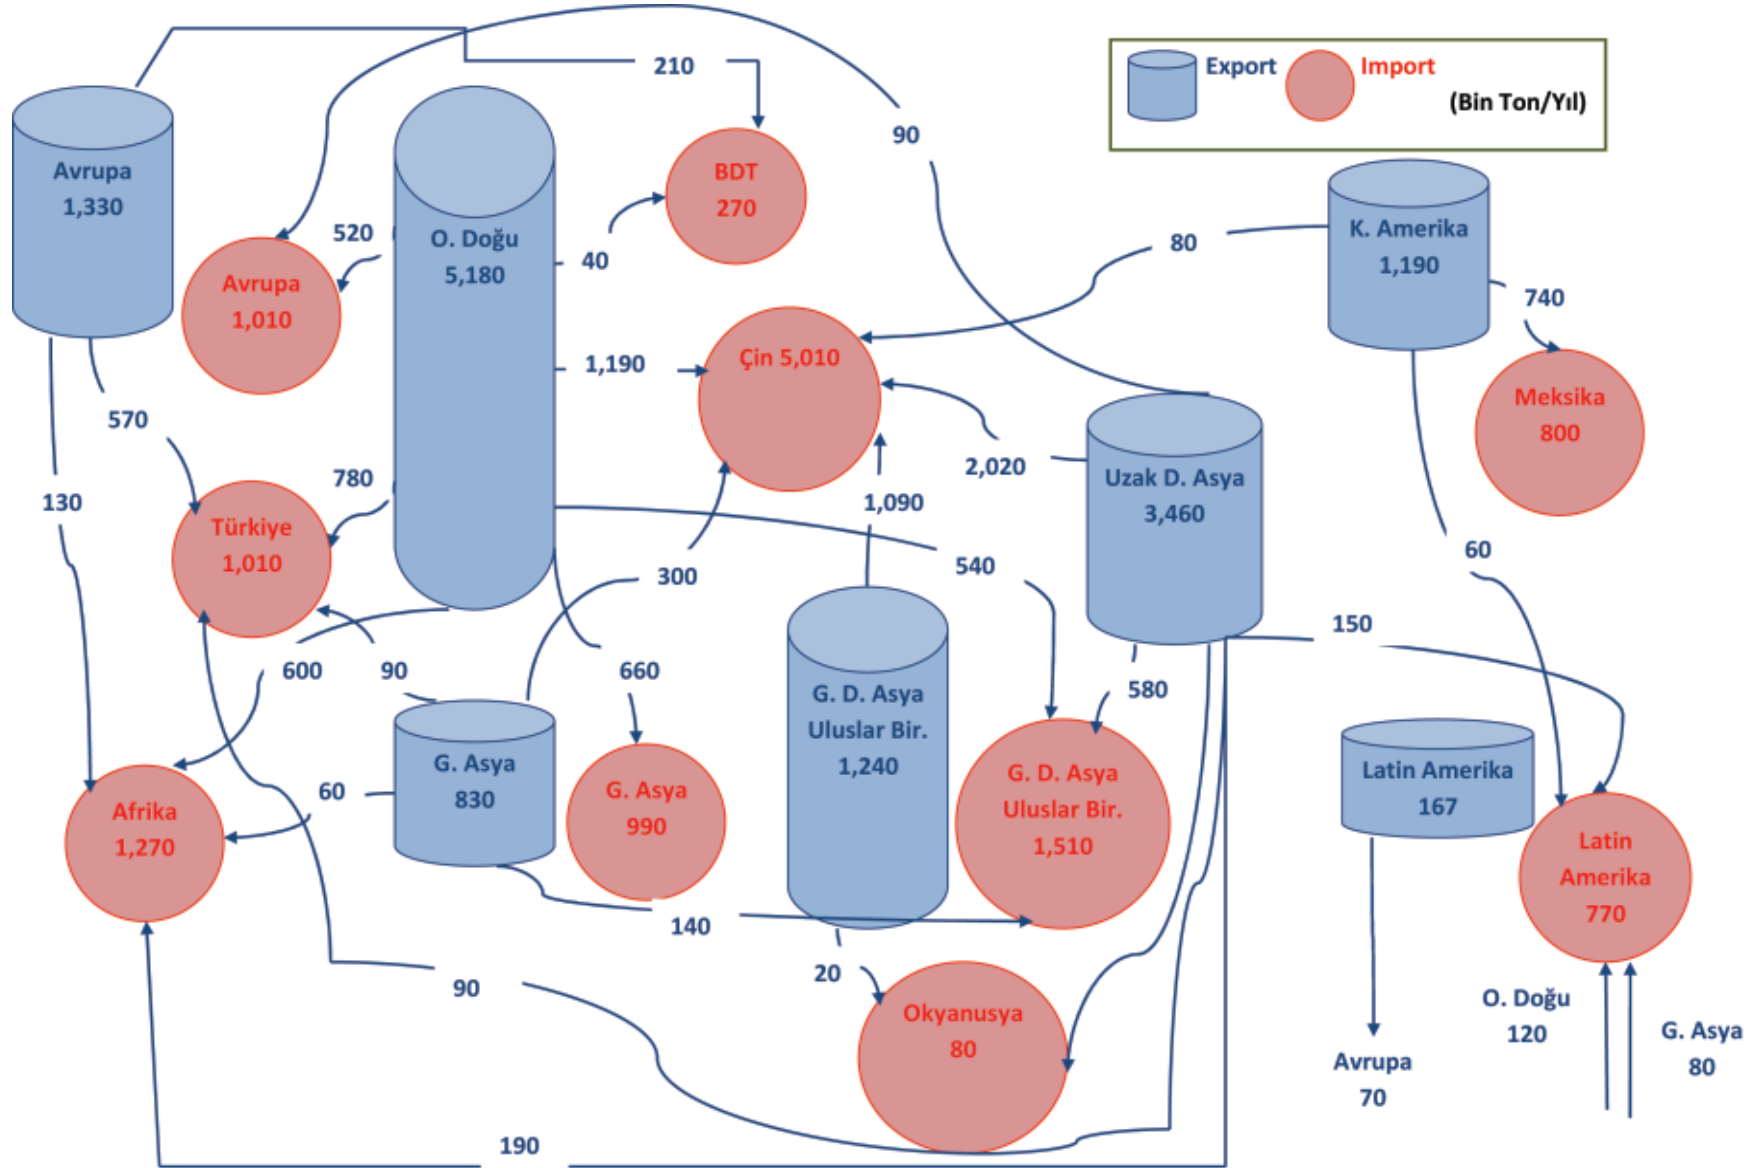 210
Export
Import
(Bin Ton/Yıl)
90
Avrupa
1,330
BDT
270
520
O. Doğu
5,180
40
80
K. Amerika
1,190
Avrupa
1,010
740
1,190
Çin 5,010
Meksika
800
570
780
2,020
Uzak D. Asya
3,460
130
1,090
Türkiye
1,010
540
60
300
150
600
90
660
580
G. D. Asya
Uluslar Bir.
1,240
G. Asya
830
60
G. Asya
990
G. D. Asya
Uluslar Bir.
1,510
Latin Amerika
167
Afrika
1,270
Latin
Amerika
770
140
20
90
Okyanusya
80
O. Doğu
120
G. Asya
80
Avrupa
70
190